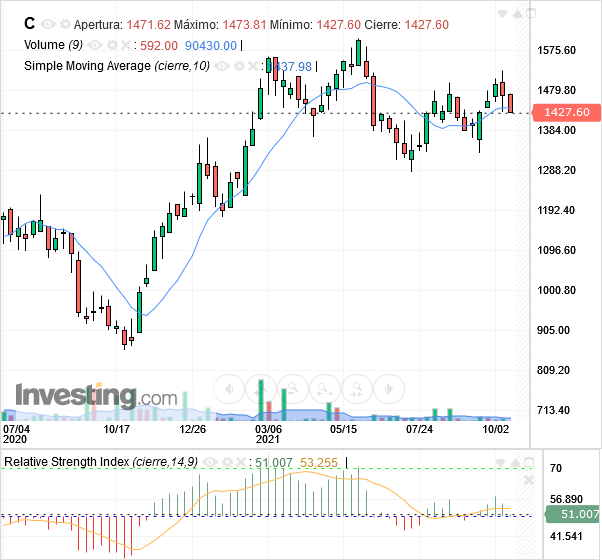 C Apertura: 1471.62 Máximo: 1473.81 Mínimo: 1427.60 Cierre: 1427.60
Volume (9) : 592.00 90430.00
Simple Moving Average (cierre,10)
1575.60
1479.80
1427.60
1384.00
1288.20
1192.40
1096.60
1000.80
905.00
809.20
713.40
Investing.com
07/04 10/17 12/26 03/06 05/15 07/24 10/02
2020 2021
Relative Strength Index (cierre,14,9) : 51.007 53.255
70
56.890
51.007
41.541